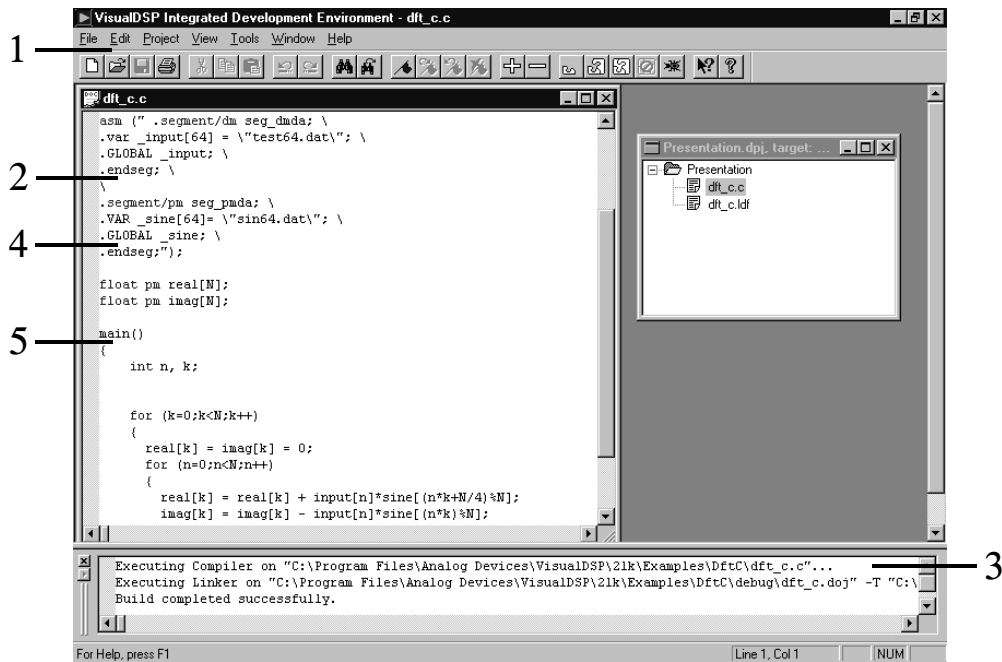 VisualDSP Integrated Development Environment - dft_c.c
File Edit Project View Tools Window Help
1
dft_c.c
asm (" .segment/dm seg_dmda; \
.var _input[64] = \"test64.dat\"; \
.GLOBAL _input; \
.endseg; \
2
\
.segment/pm seg_pmda; \
.VAR _sine[64]= \"sin64.dat\"; \
.GLOBAL _sine; \
4
.endseg;");
float pm real[N];
float pm imag[N];
main()
5
{
int n, k;
for (k=0;k<N;k++)
{
real[k] = imag[k] = 0;
for (n=0;n<N;n++)
{
real[k] = real[k] + input[n]*sine[(n*k+N/4)%N];
imag[k] = imag[k] - input[n]*sine[(n*k)%N];
Presentation.dpj, target: ...
Presentation
dft_c.c
dft_c.ldf
Executing Compiler on "C:\Program Files\Analog Devices\VisualDSP\21k\Examples\DftC\dft_c.c"...
3
Executing Linker on "C:\Program Files\Analog Devices\VisualDSP\21k\Examples\DftC\debug\dft_c.doj" -T "C:\
Build completed successfully.
For Help, press F1
Line 1, Col 1
NUM